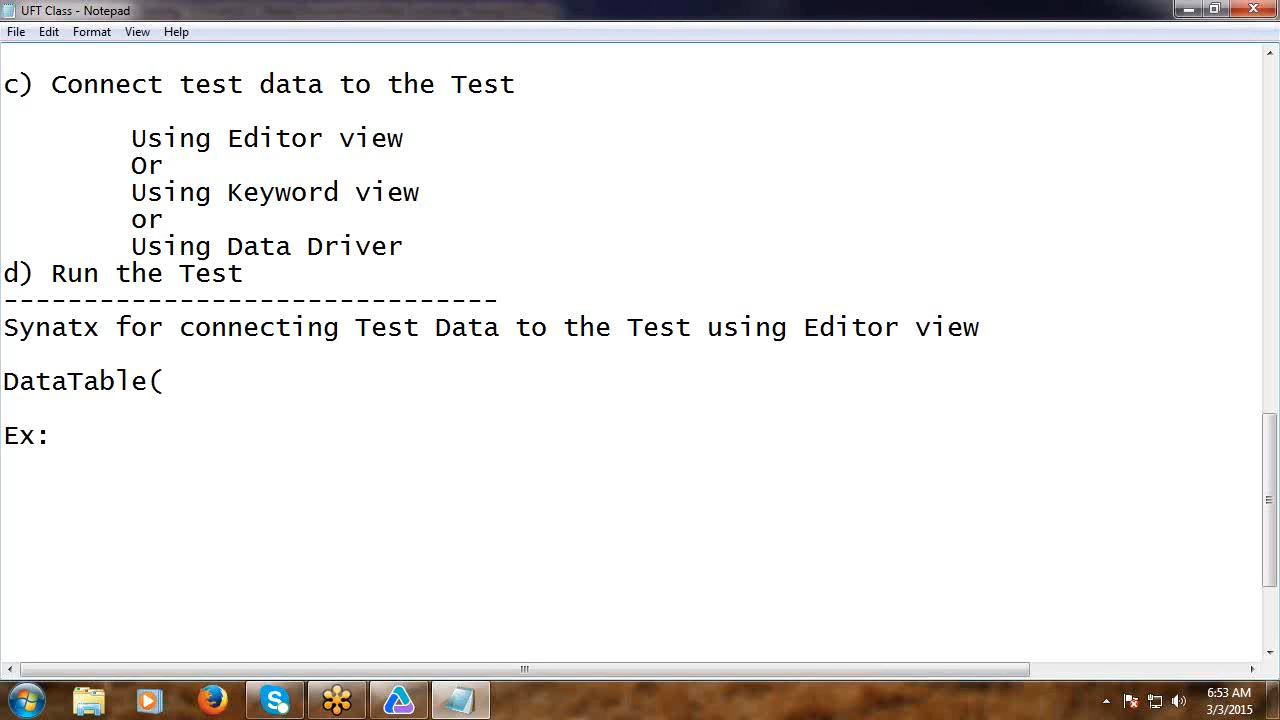 UFT Class - Notepad
File Edit Format View Help
c) Connect test data to the Test
Using Editor view
Or
Using Keyword view
or
Using Data Driver
d) Run the Test
-------------------------------
Synatx for connecting Test Data to the Test using Editor view
DataTable(
Ex:
6:53 AM
3/3/2015